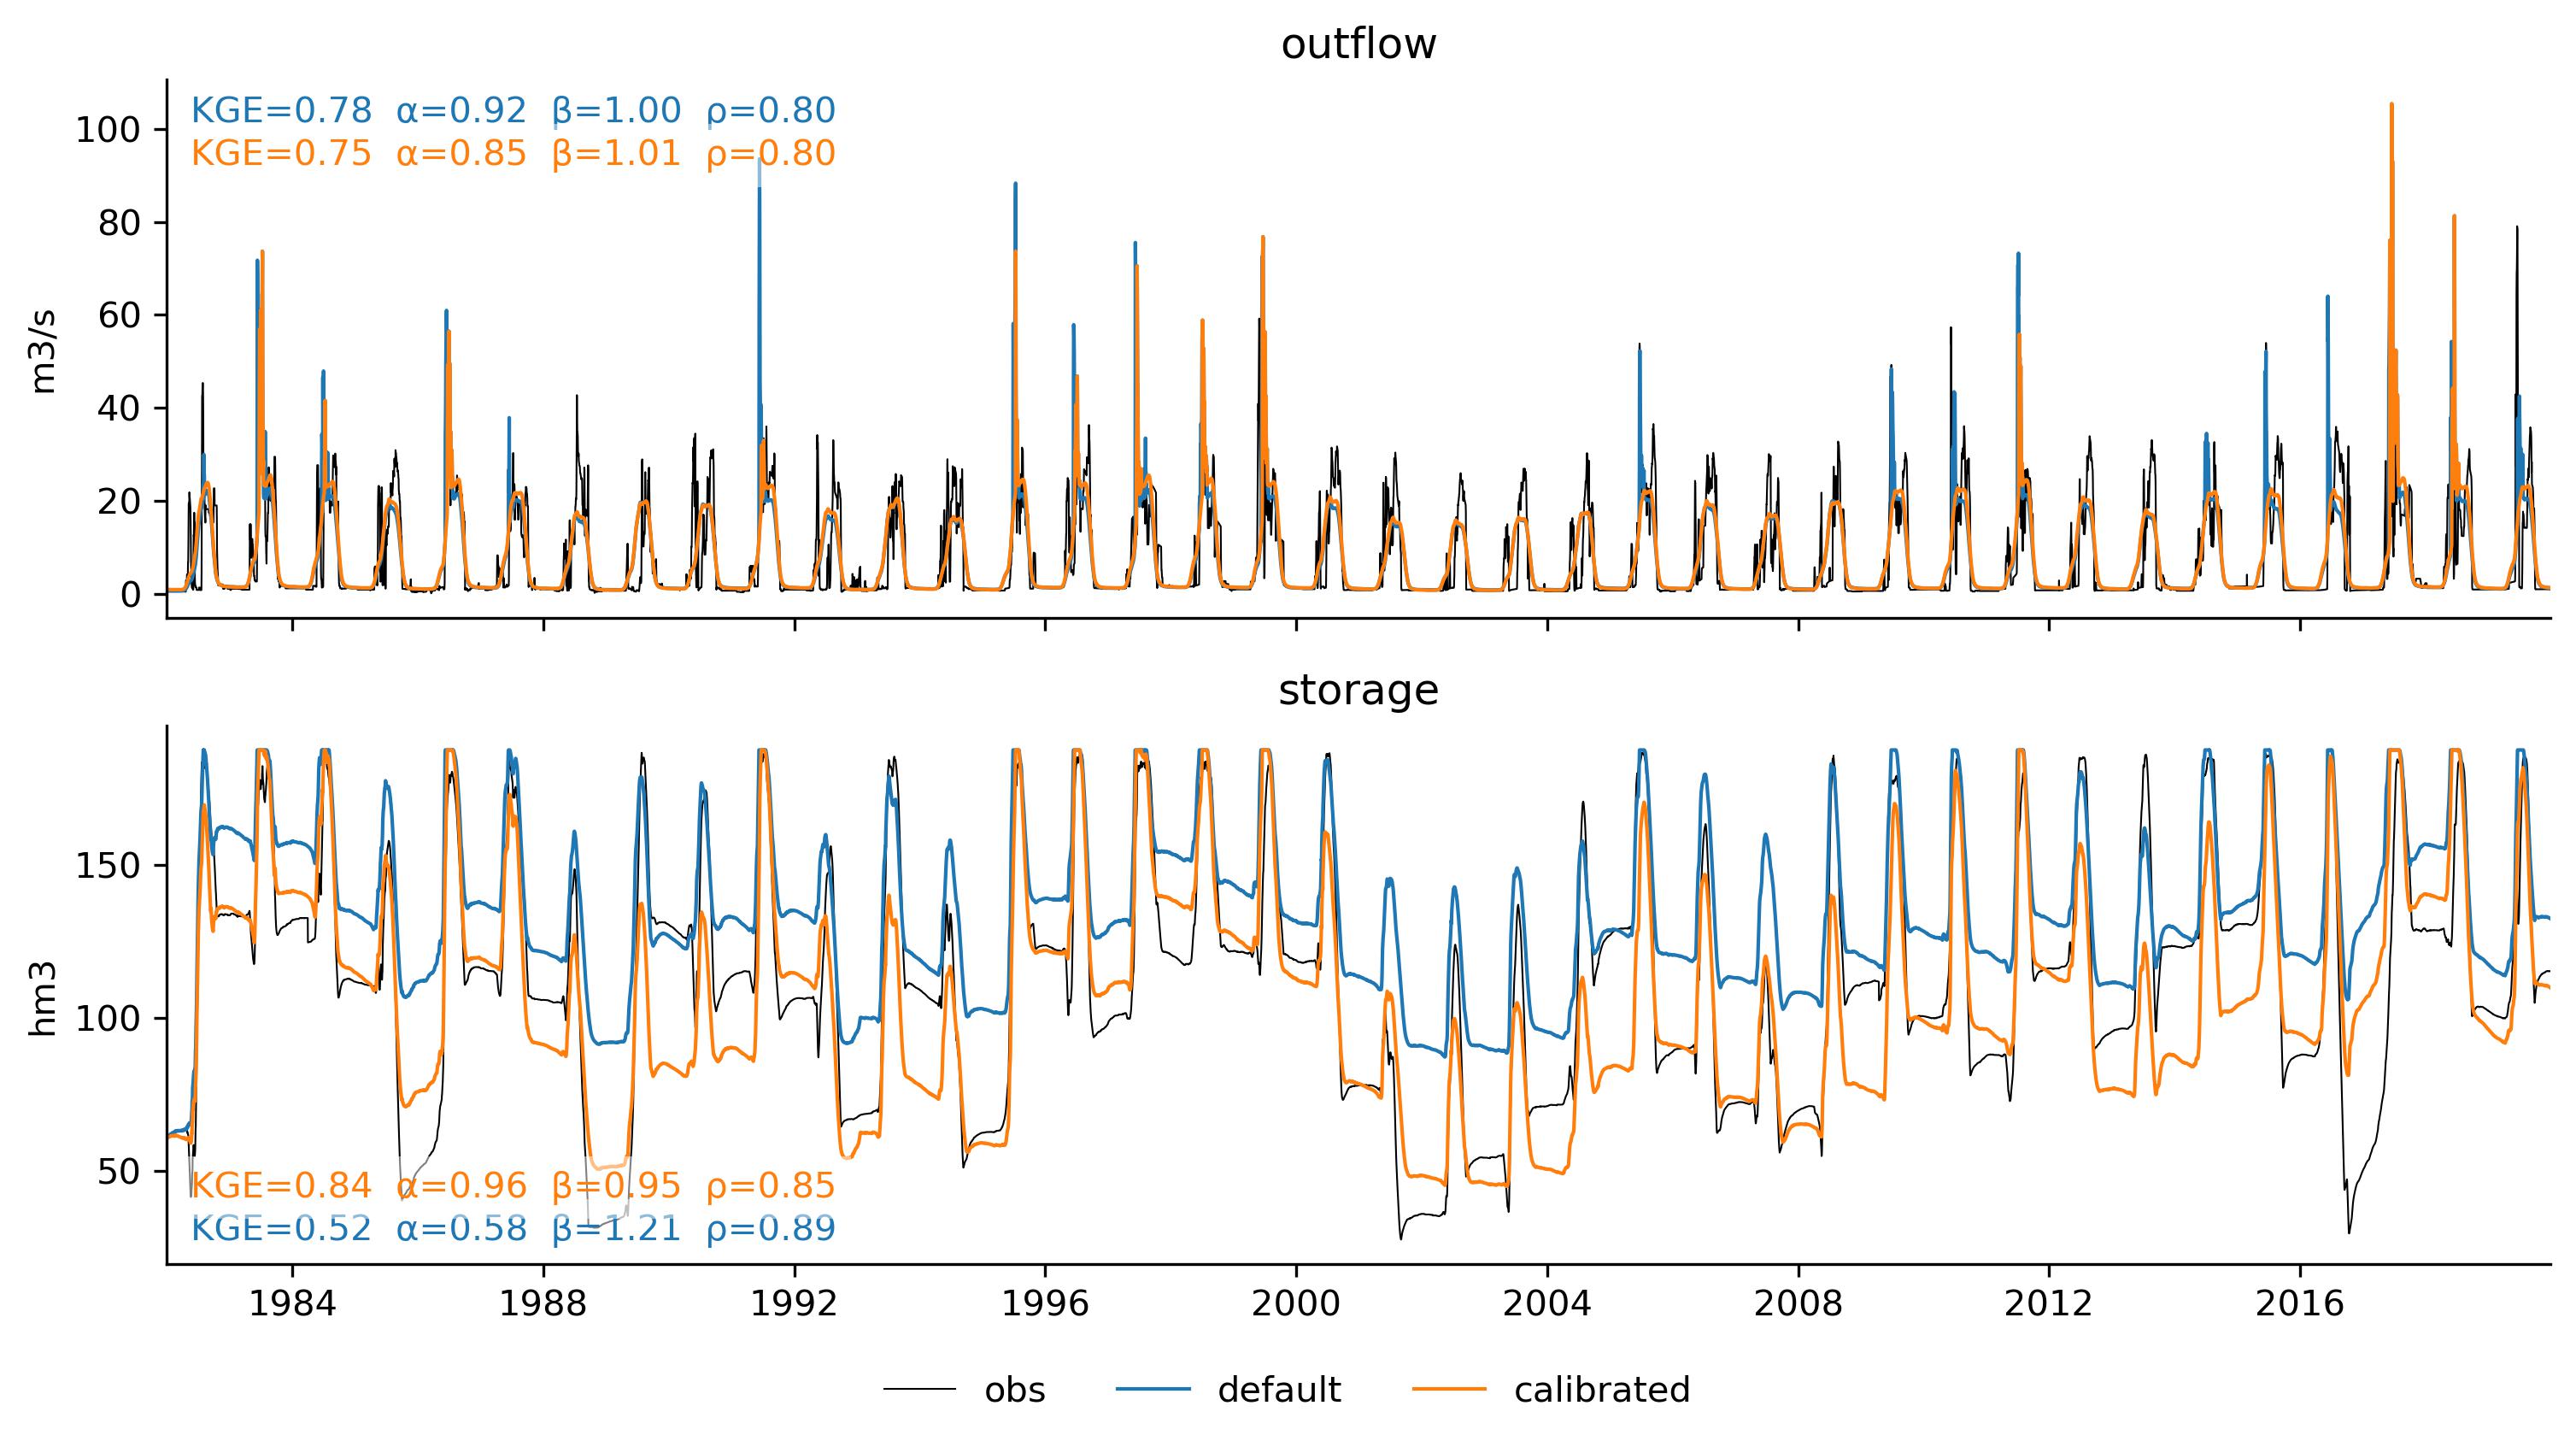 outflow
KGE=0.78 α=0.92 β=1.00 ρ=0.80
KGE=0.75 α=0.85 β=1.01 ρ=0.80
100
80
60
40
20
0
m3/s
storage
150
100
50
hm3
KGE=0.84 α=0.96 β=0.95 ρ=0.85
KGE=0.52 α=0.58 β=1.21 ρ=0.89
1984 1988 1992 1996 2000 2004 2008 2012 2016
obs default calibrated